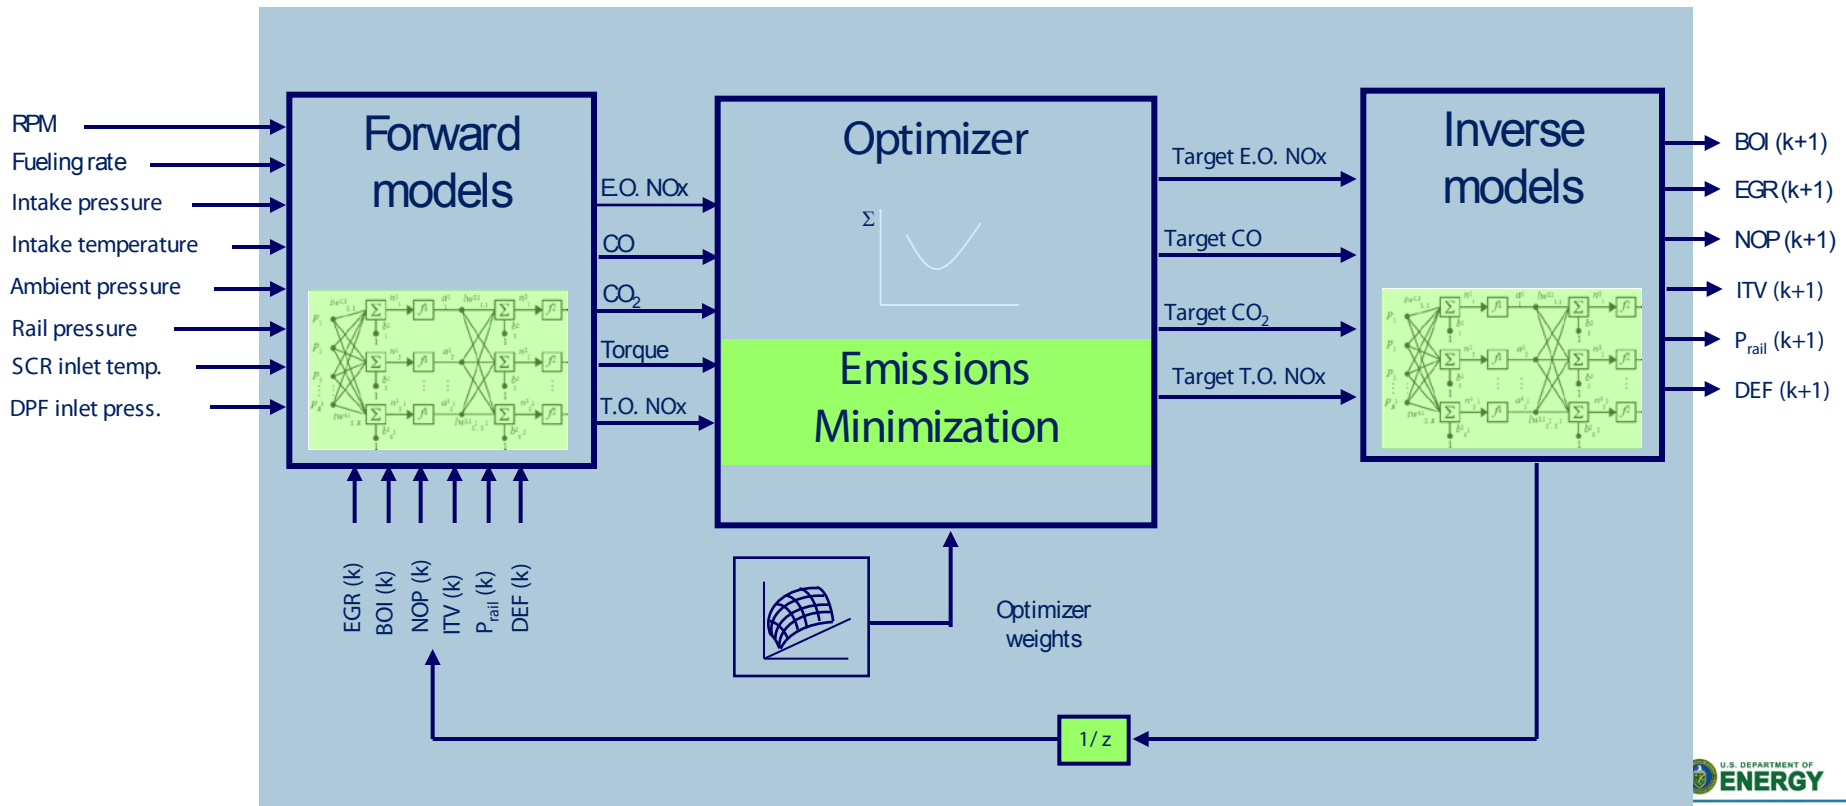 RPM
Fueling rate
Intake pressure
Intake temperature
Ambient pressure
Rail pressure
SCR inlet temp.
DPF inlet press.
Forward
models
E.O. NOx
CO
CO2
Torque
T.O. NOx
EGR (k)
BOI (k)
NOP (k)
ITV (k)
Prail (k)
DEF (k)
Optimizer
Σ
Emissions
Minimization
Optimizer
weights
Target E.O. NOx
Target CO
Target CO2
Target T.O. NOx
Inverse
models
BOI (k+1)
EGR (k+1)
NOP (k+1)
ITV (k+1)
Prail (k+1)
DEF (k+1)
1/z
U.S. DEPARTMENT OF
ENERGY